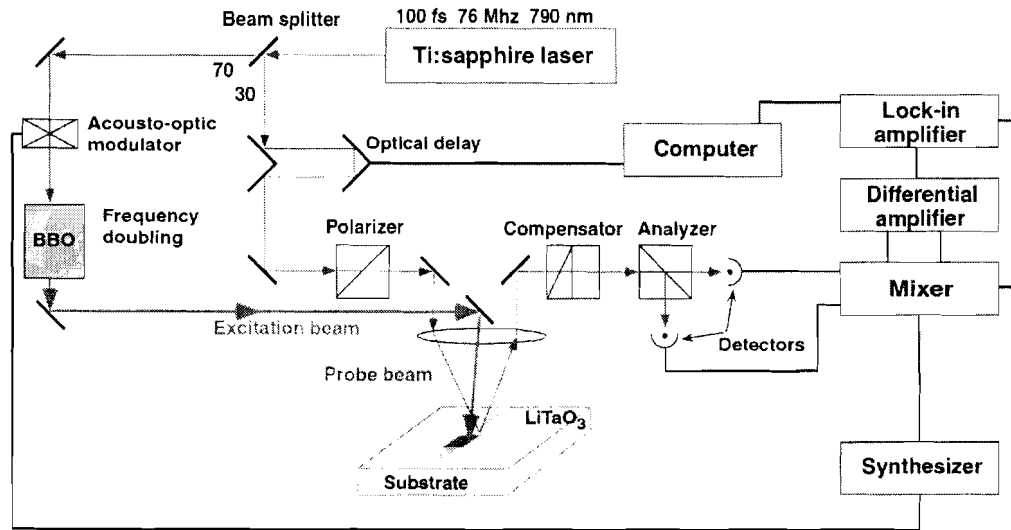 100 fs 76 Mhz 790 nm
Beam splitter
Ti:sapphire laser
70
30
Acousto-optic
modulator
Optical delay
Computer
Lock-in
amplifier
Differential
amplifier
BBO
Frequency
doubling
Polarizer
Compensator
Analyzer
Mixer
Excitation beam
Detectors
Probe beam
LiTaO3
Substrate
Synthesizer